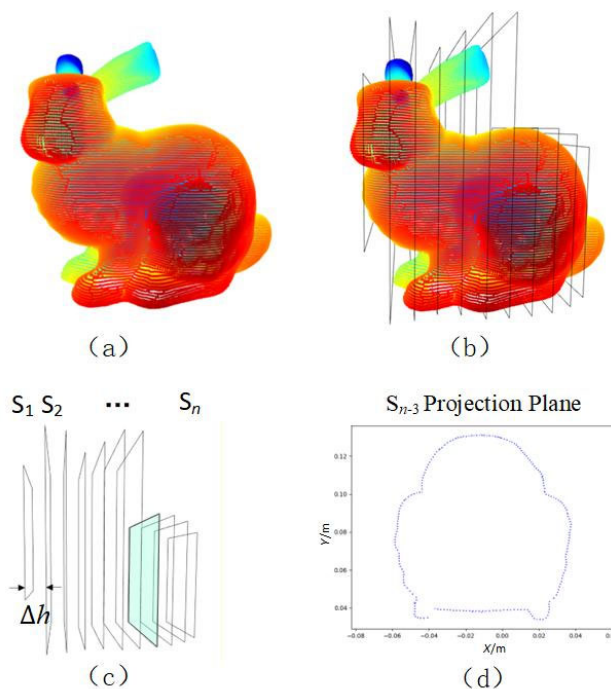 （a）
（b）
S1 S2 ... Sn
Δh
（c）
Sn-3 Projection Plane
Y/m
0.12
0.10
0.08
0.06
0.04
-0.08 -0.06 -0.04 -0.02 0.00 0.02 0.04
X/m
（d）